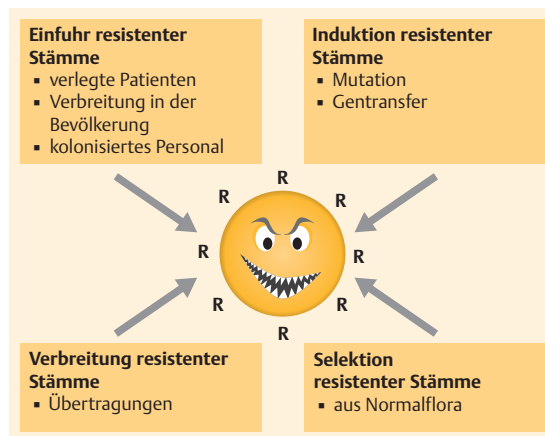 Einfuhr resistenter
Stämme
▪ verlegte Patienten
▪ Verbreitung in der
Bevölkerung
▪ kolonisiertes Personal
Induktion resistenter
Stämme
▪ Mutation
▪ Gentransfer
R
R
R
R
R
R
R
R
Verbreitung resistenter
Stämme
▪ Übertragungen
Selektion
resistenter Stämme
▪ aus Normalflora